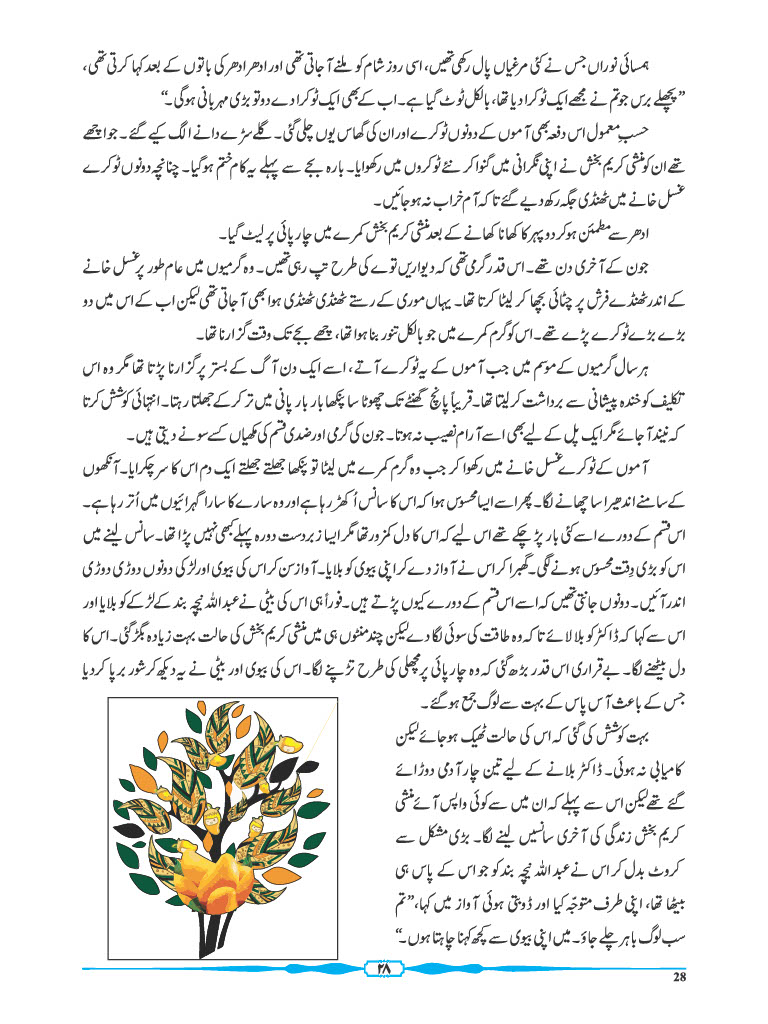 ہمسائی نوراں جس نے کئی مرغیاں پال رکھی تھیں، اسی روز شام کو ملنے آ جاتی تھی اور ادھر ادھر کی باتوں کے بعد کہا کرتی تھی،
”پچھلے برس جو تم نے مجھے ایک ٹوکرا دیا تھا، بالکل ٹوٹ گیا ہے۔ اب کے بھی ایک ٹوکرا دے دو تو بڑی مہربانی ہوگی۔“
حسبِ معمول اس دفعہ بھی آموں کے دونوں ٹوکرے اور ان کی گھاس یوں چلی گئی۔ گلے سڑے دانے الگ کیے گئے۔ جو اچھے
تھے ان کو منشی کریم بخش نے اپنی نگرانی میں گنوا کر نئے ٹوکروں میں رکھوایا۔ بارہ بجے سے پہلے یہ کام ختم ہوگیا۔ چنانچہ دونوں ٹوکرے
غسل خانے میں ٹھنڈی جگہ رکھ دیے گئے تاکہ آم خراب نہ ہو جائیں۔
ادھر سے مطمئن ہو کر دوپہر کا کھانا کھانے کے بعد منشی کریم بخش کمرے میں چارپائی پر لیٹ گیا۔
جون کے آخری دن تھے۔ اس قدر گرمی تھی کہ دیواریں توے کی طرح تپ رہی تھیں۔ وہ گرمیوں میں عام طور پر غسل خانے
کے اندر ٹھنڈے فرش پر چٹائی بچھا کر لیٹا کرتا تھا۔ یہاں موری کے رستے ٹھنڈی ٹھنڈی ہوا بھی آ جاتی تھی لیکن اب کے اس میں دو
بڑے بڑے ٹوکرے پڑے تھے۔ اس کو گرم کمرے میں جو بالکل تنور بنا ہوا تھا، چھے بجے تک وقت گزارنا تھا۔
ہر سال گرمیوں کے موسم میں جب آموں کے یہ ٹوکرے آتے، اسے ایک دن آگ کے بستر پر گزارنا پڑتا تھا مگر وہ اس
تکلیف کو خندہ پیشانی سے برداشت کر لیتا تھا۔ قریباً پانچ گھنٹے تک چھوٹا سا پنکھا بار بار پانی میں تر کر کے جھلتا رہتا۔ انتہائی کوشش کرتا
کہ نیند آ جائے مگر ایک پل کے لیے بھی اسے آرام نصیب نہ ہوتا۔ جون کی گرمی اور ضدی قسم کی مکھیاں کسے سونے دیتی ہیں۔
آموں کے ٹوکرے غسل خانے میں رکھوا کر جب وہ گرم کمرے میں لیٹا تو پنکھا جھلتے جھلتے ایک دم اس کا سر چکرایا۔ آنکھوں
کے سامنے اندھیرا سا چھانے لگا۔ پھر اسے ایسا محسوس ہوا کہ اس کا سانس اُکھڑ رہا ہے اور وہ سارے کا سارا گہرائیوں میں اُتر رہا ہے۔
اس قسم کے دورے اسے کئی بار پڑ چکے تھے اس لیے کہ اس کا دل کمزور تھا مگر ایسا زبردست دورہ پہلے کبھی نہیں پڑا تھا۔ سانس لینے میں
اس کو بڑی دِقت محسوس ہونے لگی۔ گھبرا کر اس نے آواز دے کر اپنی بیوی کو بلایا۔ آواز سن کر اس کی بیوی اور لڑکی دونوں دوڑی دوڑی
اندر آئیں۔ دونوں جانتی تھیں کہ اسے اس قسم کے دورے کیوں پڑتے ہیں۔ فوراً ہی اس کی بیٹی نے عبداللہ نیچہ بند کے لڑکے کو بلایا اور
اس سے کہا کہ ڈاکٹر کو بلا لائے تاکہ وہ طاقت کی سوئی لگا دے لیکن چند منٹوں ہی میں منشی کریم بخش کی حالت بہت زیادہ بگڑ گئی۔ اس کا
دل بیٹھنے لگا۔ بے قراری اس قدر بڑھ گئی کہ وہ چارپائی پر مچھلی کی طرح تڑپنے لگا۔ اس کی بیوی اور بیٹی نے یہ دیکھ کر شور برپا کر دیا
جس کے باعث آس پاس کے بہت سے لوگ جمع ہو گئے۔
بہت کوشش کی گئی کہ اس کی حالت ٹھیک ہو جائے لیکن
کامیابی نہ ہوئی۔ ڈاکٹر بلانے کے لیے تین چار آدمی دوڑائے
گئے تھے لیکن اس سے پہلے کہ ان میں سے کوئی واپس آئے منشی
کریم بخش زندگی کی آخری سانسیں لینے لگا۔ بڑی مشکل سے
کروٹ بدل کر اس نے عبداللہ نیچہ بند کو جو اس کے پاس ہی
بیٹھا تھا، اپنی طرف متوجّہ کیا اور ڈوبتی ہوئی آواز میں کہا، ”تم
سب لوگ باہر چلے جاؤ۔ میں اپنی بیوی سے کچھ کہنا چاہتا ہوں۔“
۲۸
28